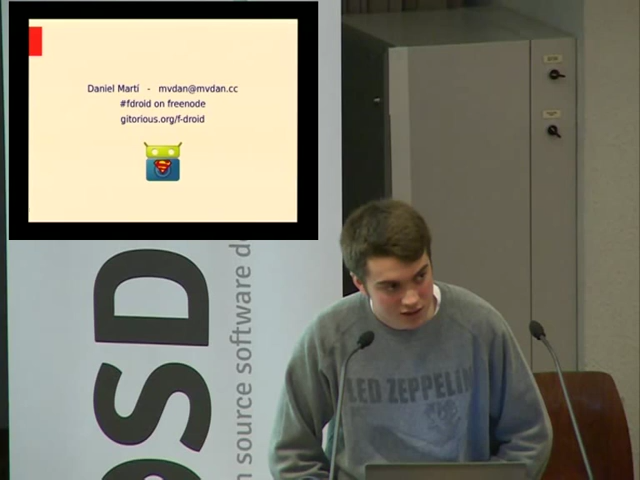 Daniel Martí - mvdan@mvdan.cc
#fdroid on freenode
gitorious.org/f-droid
OSD
n source software d
LED ZEPPELIN